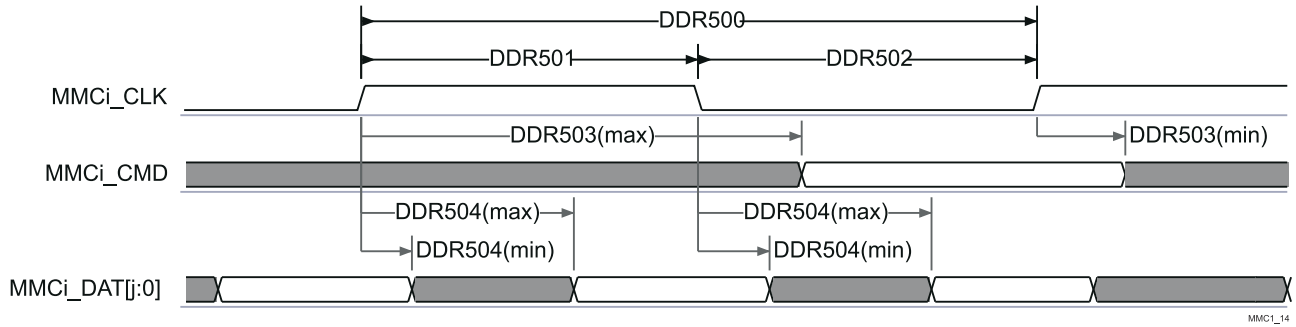 DDR500
DDR501 DDR502
MMCi_CLK
DDR503(max) DDR503(min)
MMCi_CMD
DDR504(max) DDR504(max)
DDR504(min) DDR504(min)
MMCi_DAT[j:0]
MMC1_14